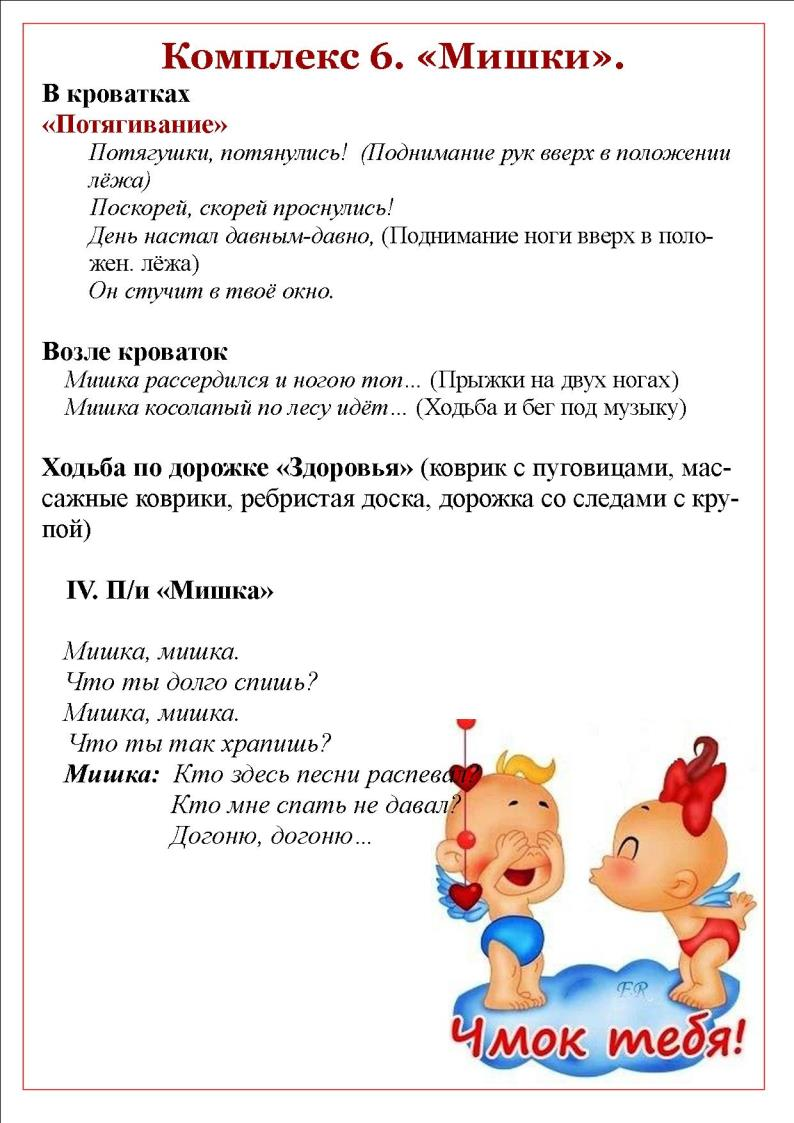 Комплекс 6. «Мишки».
В кроватках
«Потягивание»
Потягушки, потянулись! (Поднимание рук вверх в положении
лёжа)
Поскорей, скорей проснулись!
День настал давным-давно, (Поднимание ноги вверх в поло-
жен. лёжа)
Он стучит в твоё окно.
Возле кроваток
Мишка рассердился и ногою топ… (Прыжки на двух ногах)
Мишка косолапый по лесу идёт… (Ходьба и бег под музыку)
Ходьба по дорожке «Здоровья» (коврик с пуговицами, мас-
сажные коврики, ребристая доска, дорожка со следами с кру-
пой)
IV. П/и «Мишка»
Мишка, мишка.
Что ты долго спишь?
Мишка, мишка.
Что ты так храпишь?
Мишка: Кто здесь песни распевал?
Кто мне спать не давал?
Догоню, догоню…
F.R
Чмок тебя!